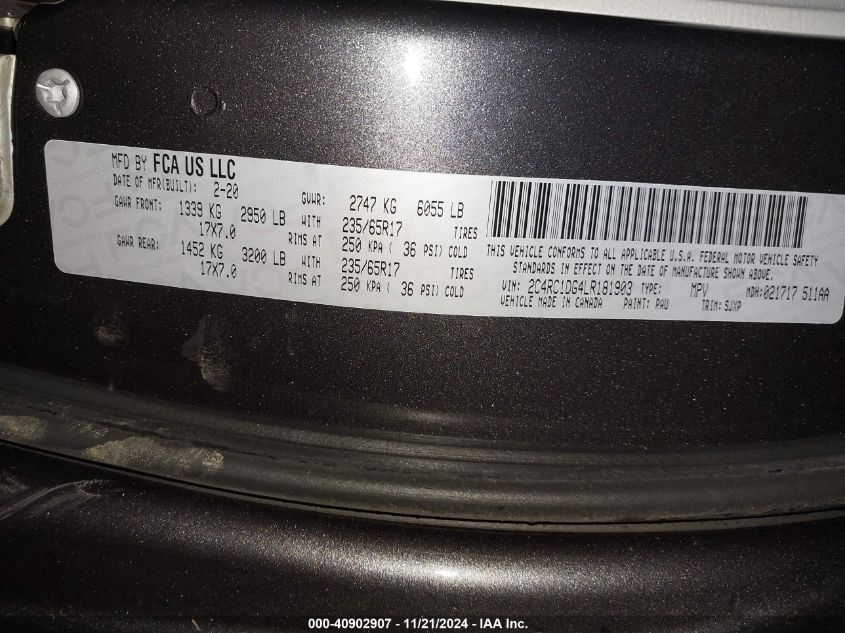 MFD BY FCA US LLC
DATE OF MFR(BUILT): 2-20 GVWR: 2747 KG 6055 LB
GAWR FRONT: 1339 KG 2950 LB WITH 235/65R17 TIRES
17X7.0 RIMS AT 250 KPA ( 36 PSI) COLD
GAWR REAR: 1452 KG 3200 LB WITH 235/65R17 TIRES
17X7.0 RIMS AT 250 KPA ( 36 PSI) COLD
THIS VEHICLE CONFORMS TO ALL APPLICABLE U.S.A. FEDERAL MOTOR VEHICLE SAFETY
STANDARDS IN EFFECT ON THE DATE OF MANUFACTURE SHOWN ABOVE.
VIN: 2C4RC1DG4LR181903 TYPE: MPV MDH:021717 511AA
VEHICLE MADE IN CANADA PAINT: PAU TRIM: SJXP
000-40902907 - 11/21/2024 - IAA Inc.